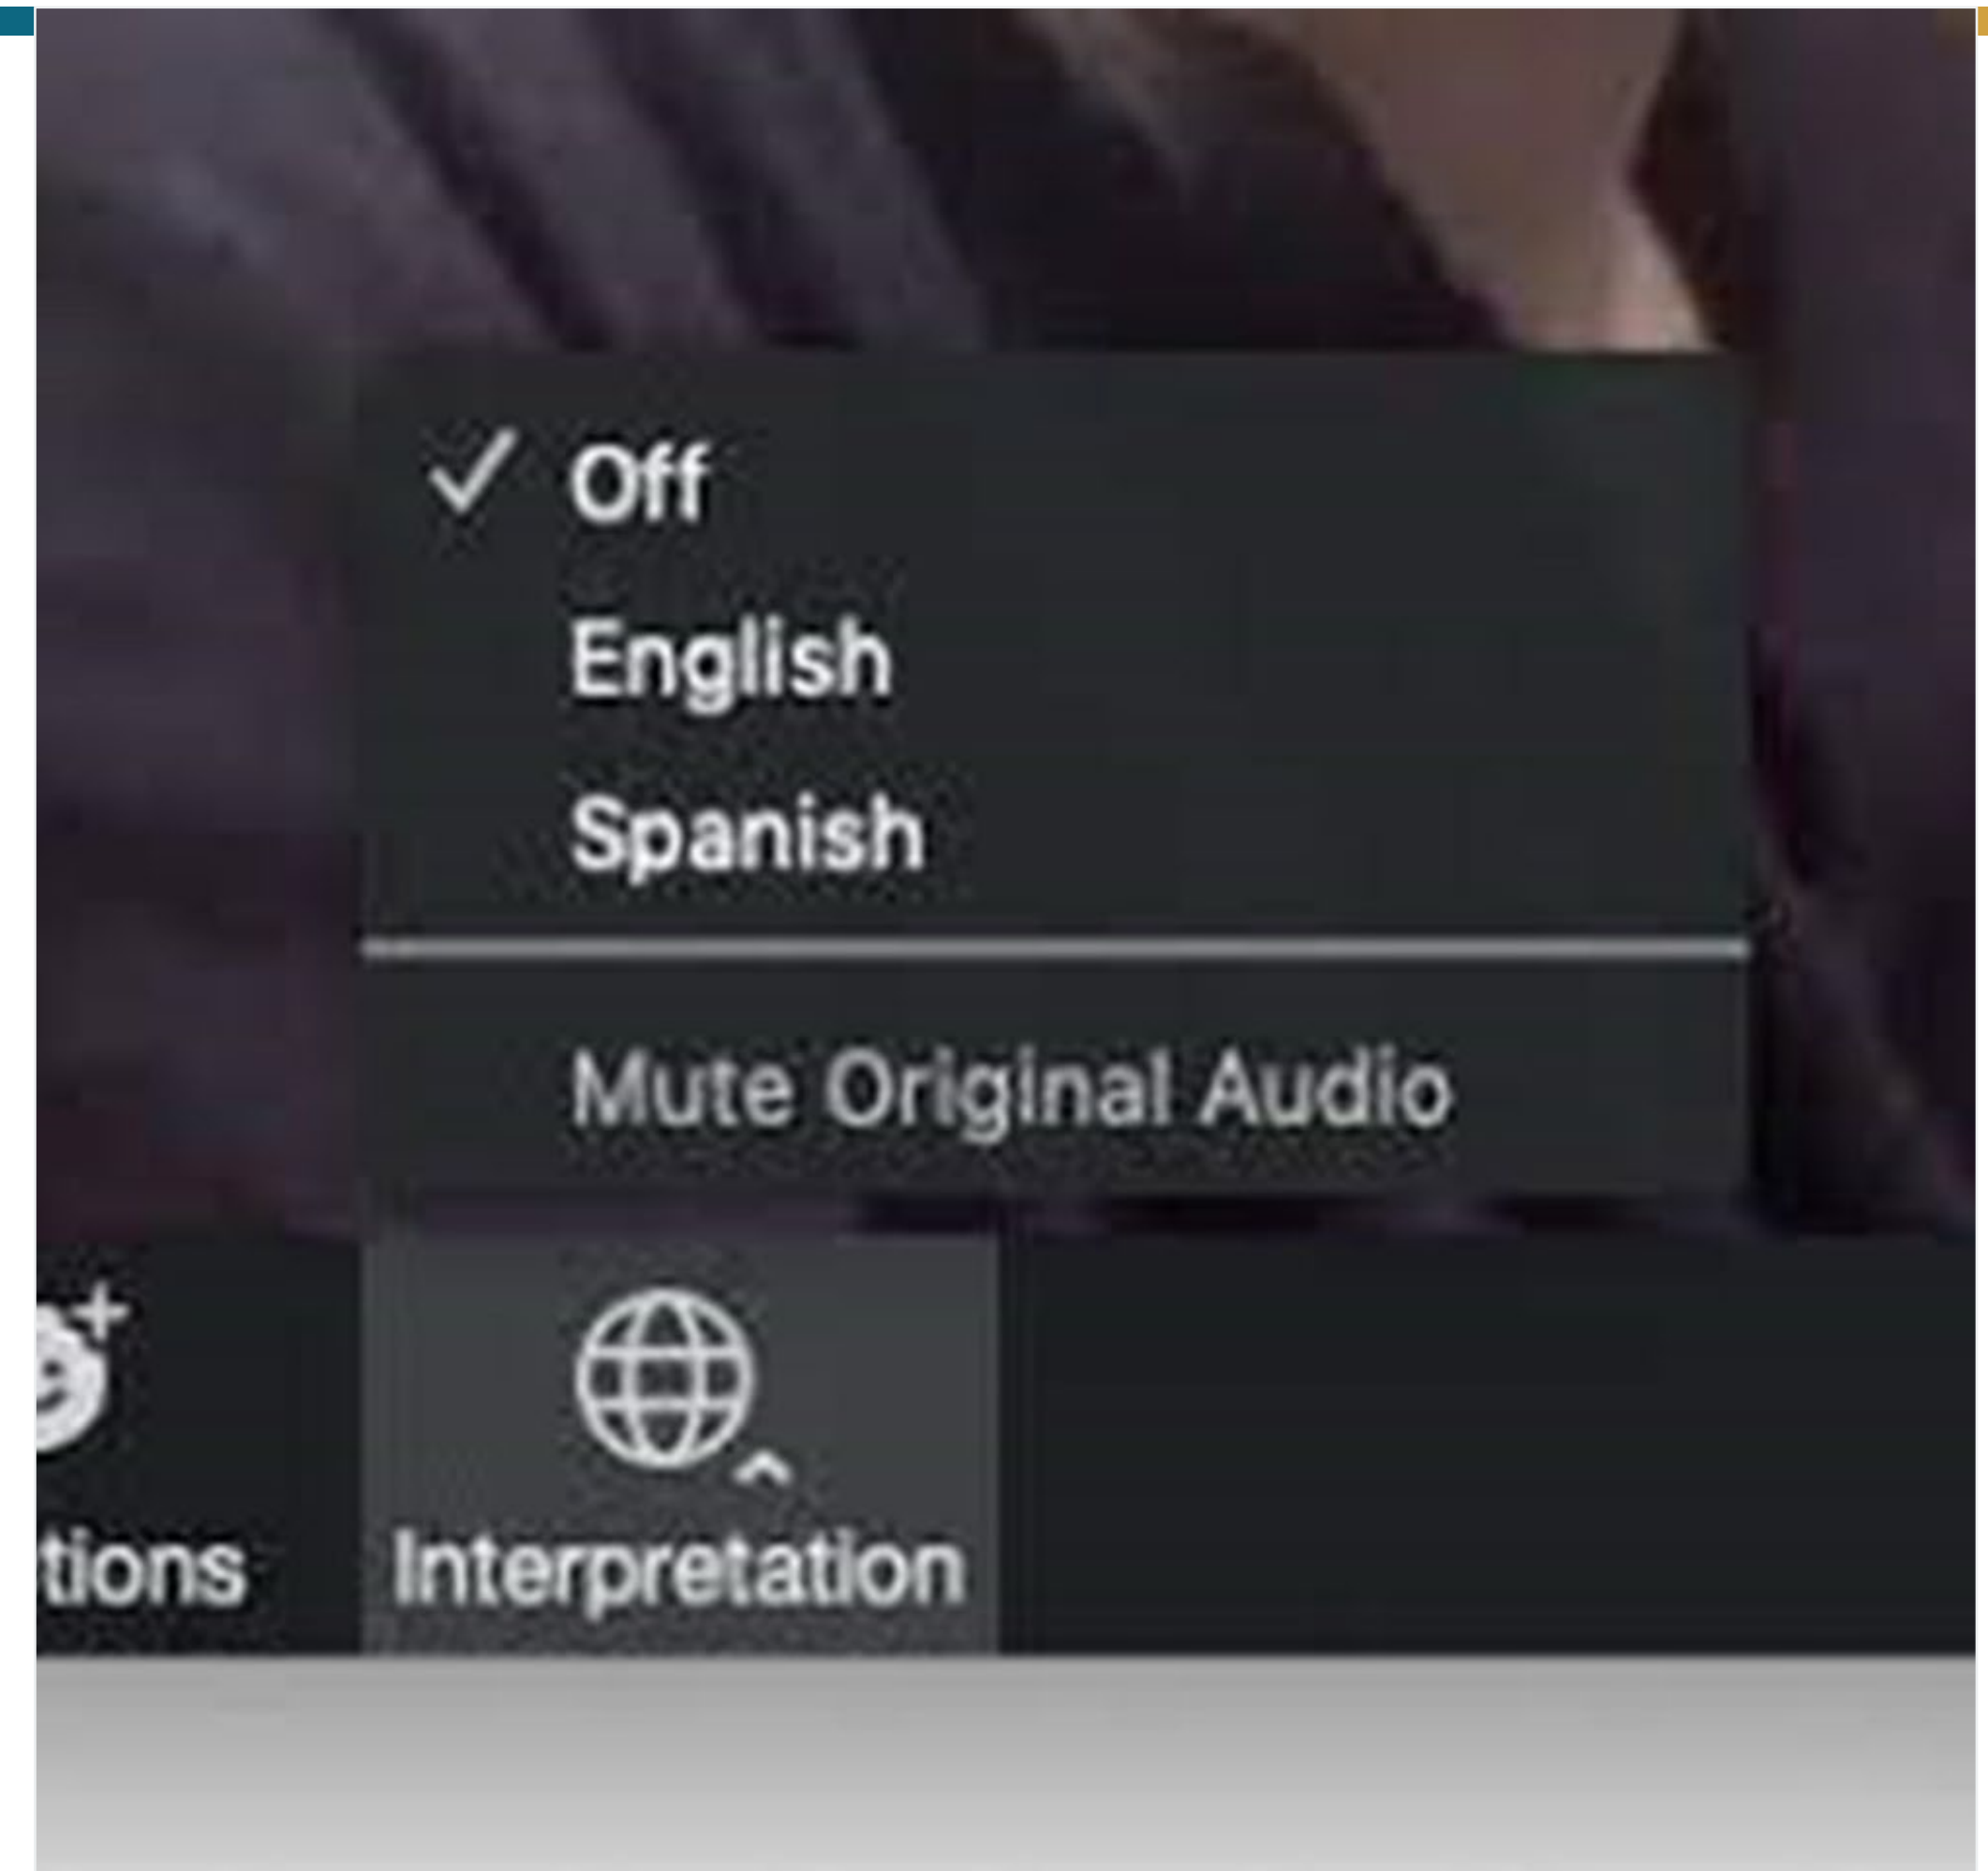 Off
English
Spanish
Mute Original Audio
tions
Interpretation